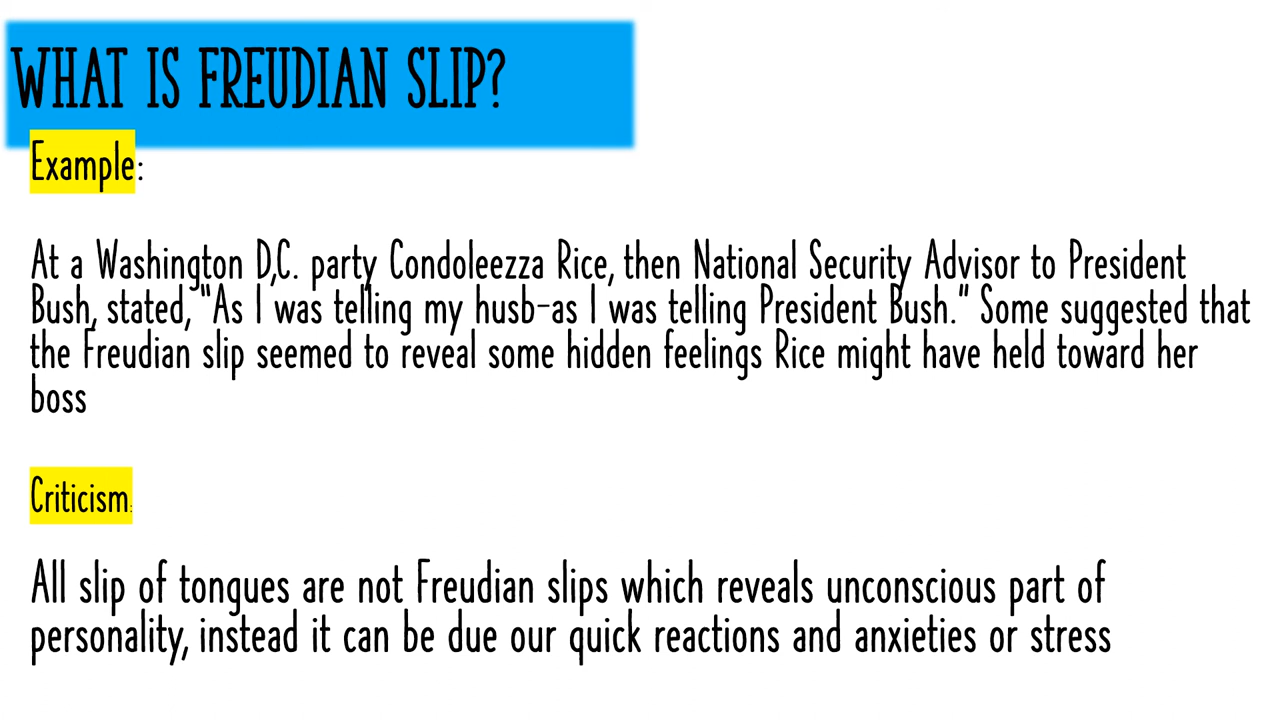 WHAT IS FREUDIAN SLIP?
Example:
At a Washington D,C. party Condoleezza Rice, then National Security Advisor to President
Bush, stated, "As I was telling my husb-as I was telling President Bush." Some suggested that
the Freudian slip seemed to reveal some hidden feelings Rice might have held toward her
boss
Criticism:
All slip of tongues are not Freudian slips which reveals unconscious part of
personality, instead it can be due our quick reactions and anxieties or stress